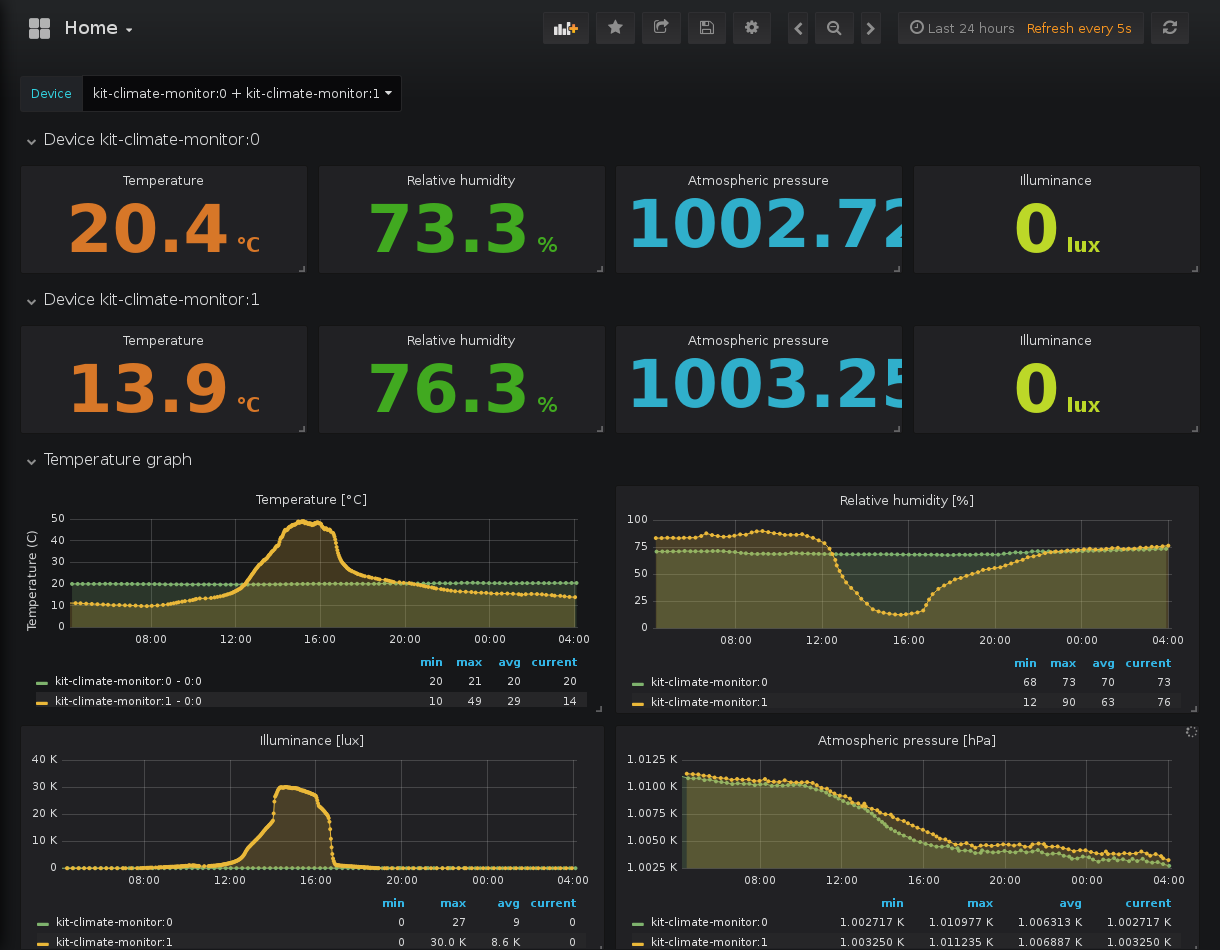 Home
Last 24 hours Refresh every 5s
Device kit-climate-monitor:0 + kit-climate-monitor:1
Device kit-climate-monitor:0
Temperature Relative humidity Atmospheric pressure Illuminance
20.4 °C 73.3 % 1002.72 0 lux
Device kit-climate-monitor:1
Temperature Relative humidity Atmospheric pressure Illuminance
13.9 °C 76.3 % 1003.25 0 lux
Temperature graph
Temperature [°C]
Temperature (C)
50
40
30
20
10
0
08:00 12:00 16:00 20:00 00:00 04:00
min max avg current
kit-climate-monitor:0 - 0:0 20 21 20 20
kit-climate-monitor:1 - 0:0 10 49 29 14
Relative humidity [%]
100
75
50
25
0
08:00 12:00 16:00 20:00 00:00 04:00
min max avg current
kit-climate-monitor:0 68 73 70 73
kit-climate-monitor:1 12 90 63 76
Illuminance [lux]
40 K
30 K
20 K
10 K
0
08:00 12:00 16:00 20:00 00:00 04:00
min max avg current
kit-climate-monitor:0 0 27 9 0
kit-climate-monitor:1 0 30.0 K 8.6 K 0
Atmospheric pressure [hPa]
1.0125 K
1.0100 K
1.0075 K
1.0050 K
1.0025 K
08:00 12:00 16:00 20:00 00:00 04:00
min max avg current
kit-climate-monitor:0 1.002717 K 1.010977 K 1.006313 K 1.002717 K
kit-climate-monitor:1 1.003250 K 1.011235 K 1.006887 K 1.003250 K